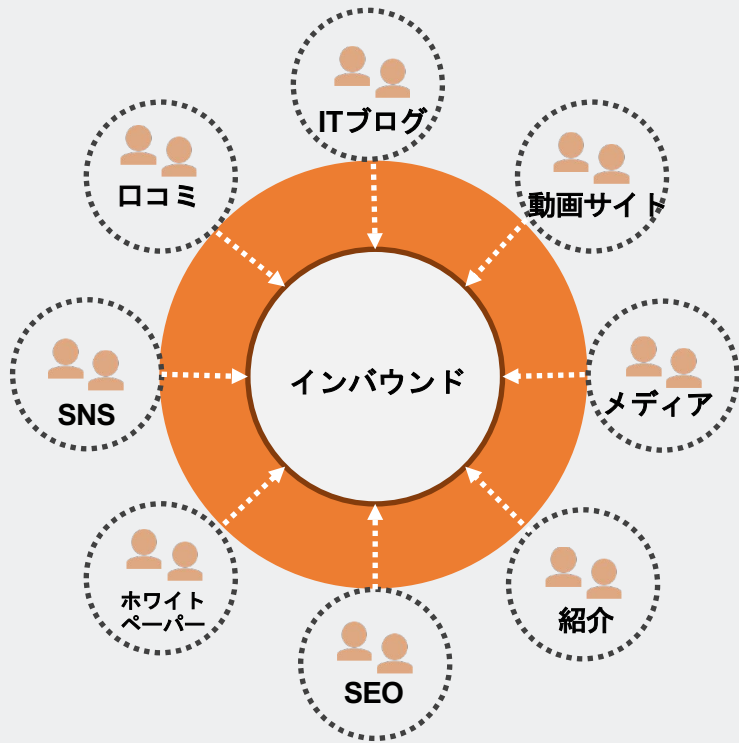 ITブログ
口コミ
動画サイト
インバウンド
メディア
SNS
ホワイト
ペーパー
紹介
SEO